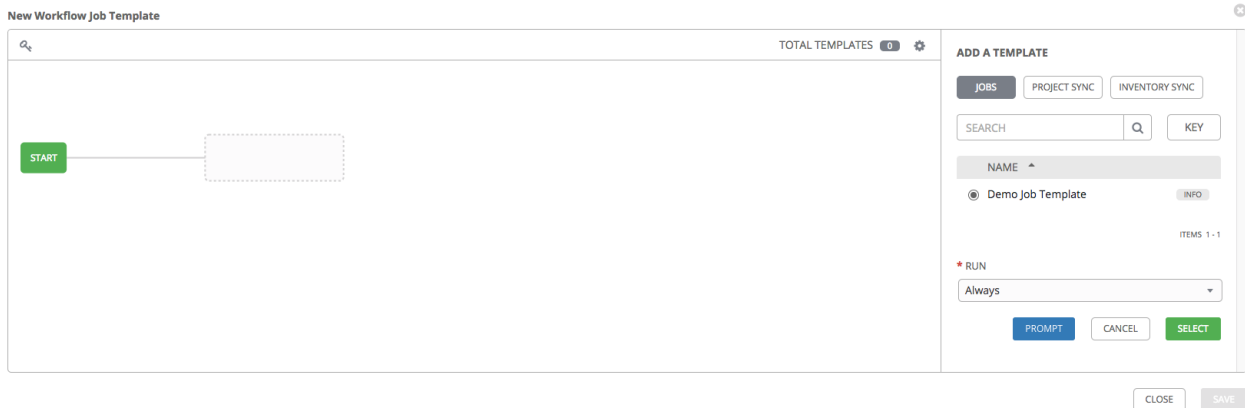 New Workflow Job Template
TOTAL TEMPLATES 0
START
ADD A TEMPLATE
JOBS PROJECT SYNC INVENTORY SYNC
SEARCH KEY
NAME
Demo Job Template INFO
ITEMS 1 - 1
* RUN
Always
PROMPT CANCEL SELECT
CLOSE SAVE